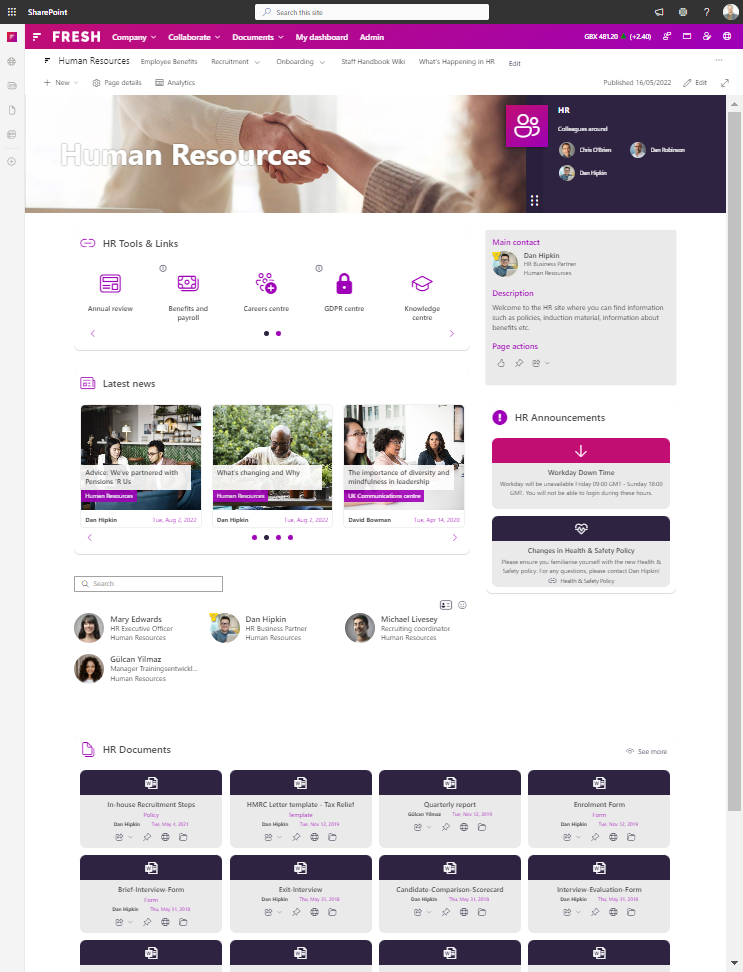 SharePoint
Search this site
FRESH Company Collaborate Documents My dashboard Admin GBX 481.20 (+2.40)
Human Resources Employee Benefits Recruitment Onboarding Staff Handbook Wiki What's Happening in HR Edit
New Page details Analytics Published 16/05/2022 Edit
Human Resources
HR
Colleagues around
Chris O'Brien Dan Robinson
Dan Hipkin
HR Tools & Links
Annual review
Benefits and
payroll
Careers centre
GDPR centre
Knowledge
centre
Main contact
Dan Hipkin
HR Business Partner
Human Resources
Description
Welcome to the HR site where you can find information
such as policies, induction material, information about
benefits etc.
Page actions
Latest news
Advice: We've partnered with
Pensions 'R Us
Human Resources
Dan Hipkin Tue, Aug 2, 2022
What's changing and Why
Human Resources
Dan Hipkin Tue, Aug 2, 2022
The importance of diversity and
mindfulness in leadership
UK Communications centre
David Bowman Tue, Apr 14, 2020
HR Announcements
Workday Down Time
Workday will be unavailable Friday 09:00 GMT - Sunday 18:00
GMT. You will not be able to login during these hours.
Changes in Health & Safety Policy
Please ensure you familiarise yourself with the new Health &
Safety policy. For any questions, please contact Dan Hipkin!
Health & Safety Policy
Search
Mary Edwards
HR Executive Officer
Human Resources
Dan Hipkin
HR Business Partner
Human Resources
Michael Livesey
Recruiting coordinator
Human Resources
Gülcan Yilmaz
Manager Trainingsentwickl...
Human Resources
HR Documents
See more
In-house Recruitment Steps
Policy
Dan Hipkin Tue, May 4, 2021
HMRC Letter template - Tax Relief
Template
Dan Hipkin Tue, Nov 12, 2019
Quarterly report
Gülcan Yilmaz Tue, Nov 12, 2019
Enrolment Form
Form
Dan Hipkin Tue, Nov 12, 2019
Brief-Interview-Form
Form
Dan Hipkin Thu, May 31, 2018
Exit-Interview
Dan Hipkin Thu, May 31, 2018
Candidate-Comparison-Scorecard
Dan Hipkin Thu, May 31, 2018
Interview-Evaluation-Form
Dan Hipkin Thu, May 31, 2018